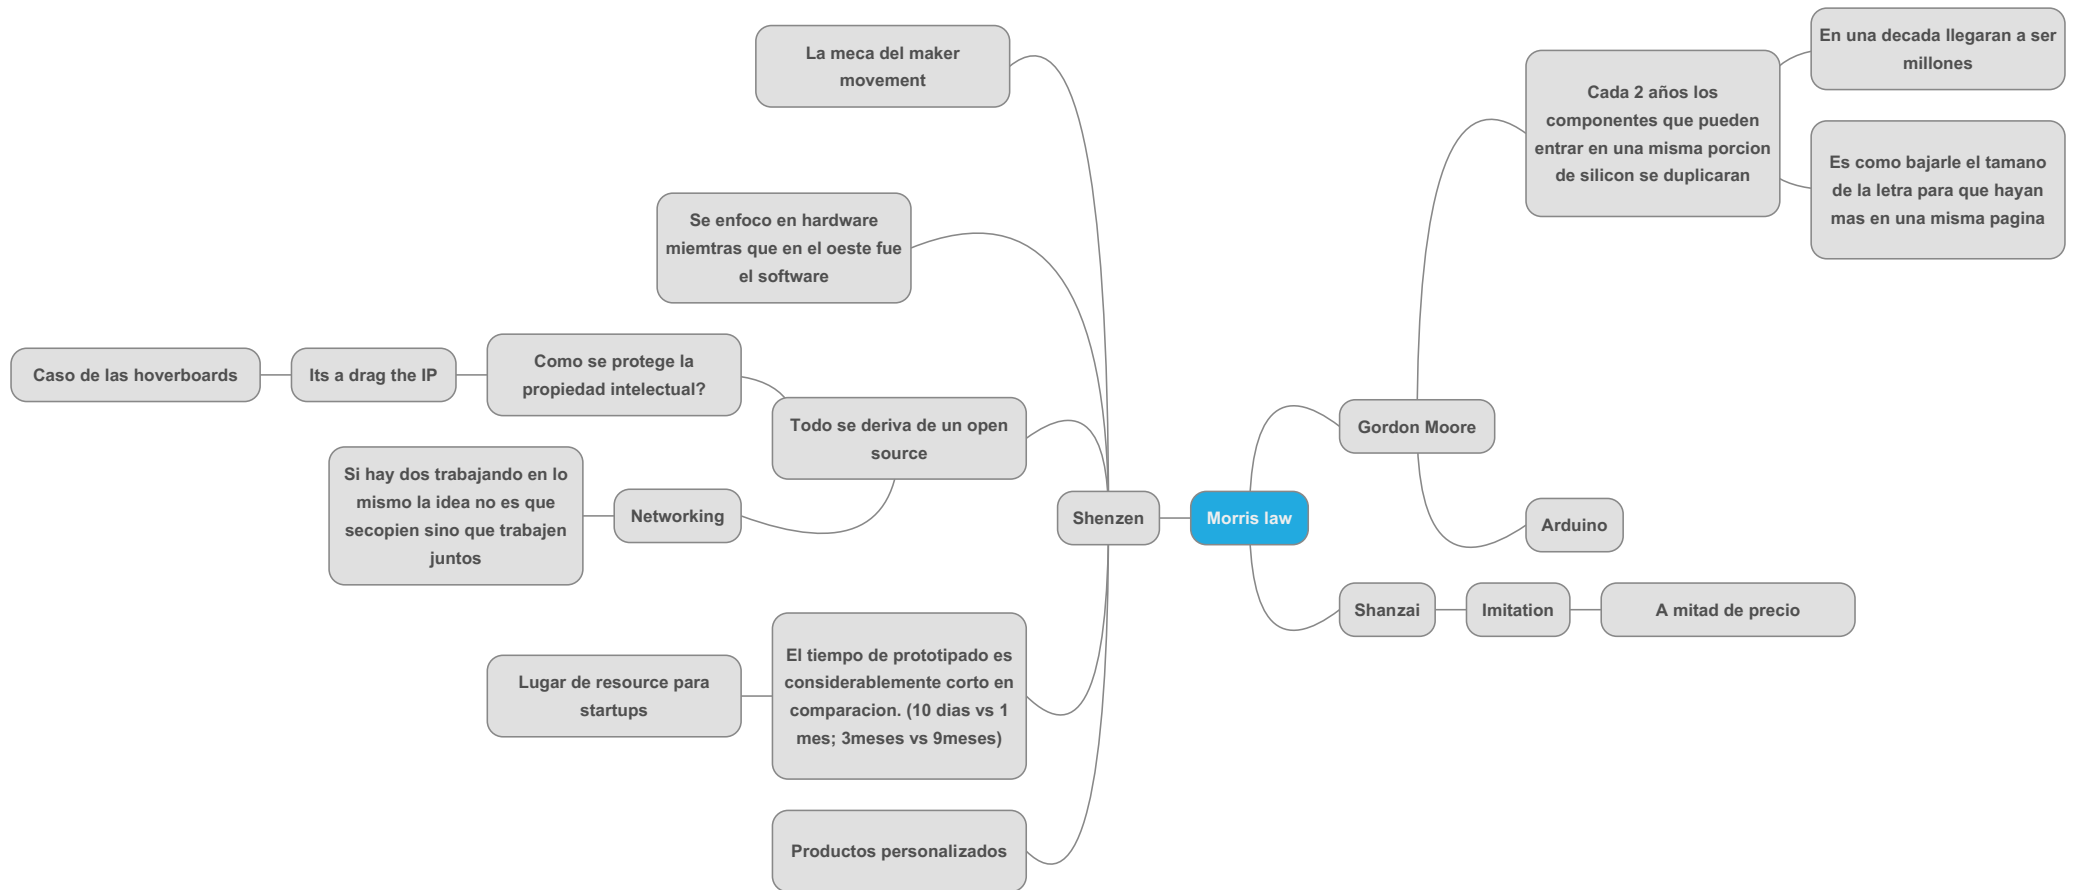 La meca del maker
movement
Se enfoco en hardware
miemtras que en el oeste fue
el software
Caso de las hoverboards
Its a drag the IP
Como se protege la
propiedad intelectual?
Todo se deriva de un open
source
Si hay dos trabajando en lo
mismo la idea no es que
secopien sino que trabajen
juntos
Networking
Shenzen
Morris law
Lugar de resource para
startups
El tiempo de prototipado es
considerablemente corto en
comparacion. (10 dias vs 1
mes; 3meses vs 9meses)
Productos personalizados
En una decada llegaran a ser
millones
Cada 2 años los
componentes que pueden
entrar en una misma porcion
de silicon se duplicaran
Es como bajarle el tamano
de la letra para que hayan
mas en una misma pagina
Gordon Moore
Arduino
Shanzai
Imitation
A mitad de precio